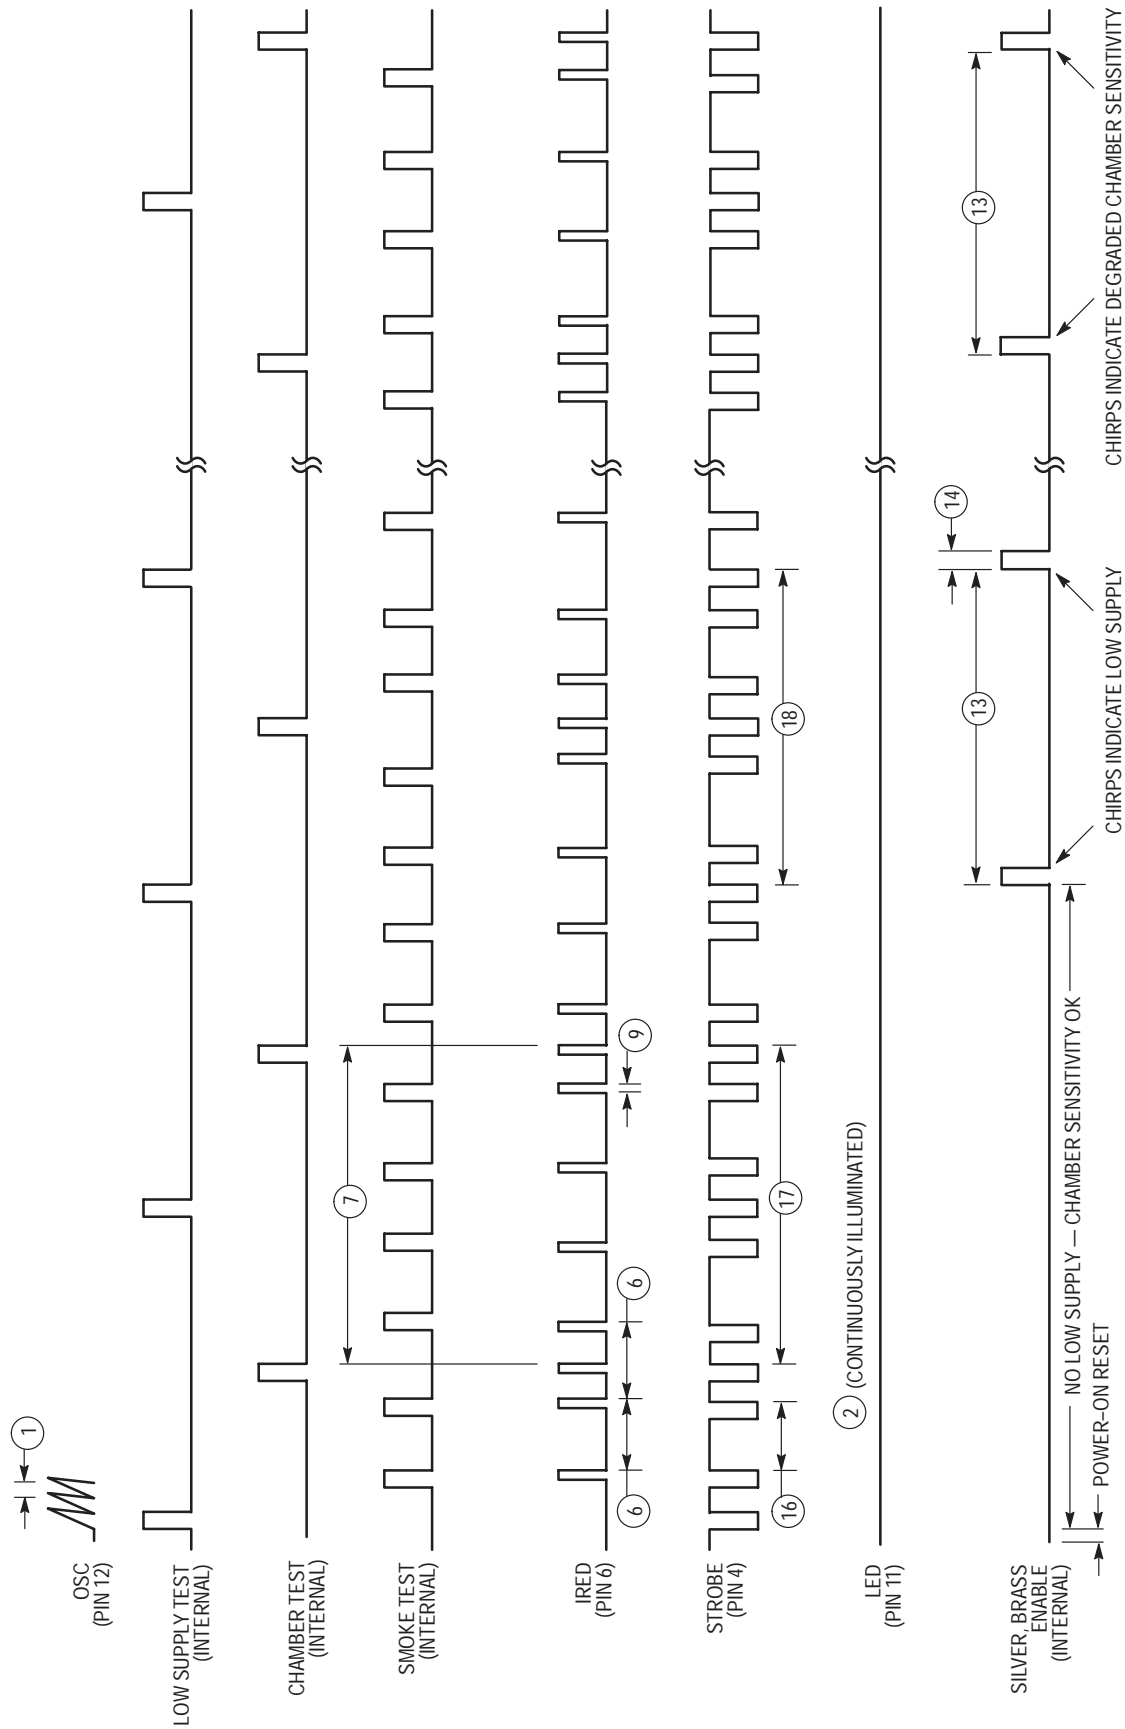 OSC
(PIN 12)
1
LOW SUPPLY TEST
(INTERNAL)
CHAMBER TEST
(INTERNAL)
7
SMOKE TEST
(INTERNAL)
IRED
(PIN 6)
6
6
9
STROBE
(PIN 4)
16
17
18
LED
(PIN 11)
2 (CONTINUOUSLY ILLUMINATED)
SILVER, BRASS
ENABLE
(INTERNAL)
13
14
13
NO LOW SUPPLY — CHAMBER SENSITIVITY OK
POWER–ON RESET
CHIRPS INDICATE LOW SUPPLY
CHIRPS INDICATE DEGRADED CHAMBER SENSITIVITY